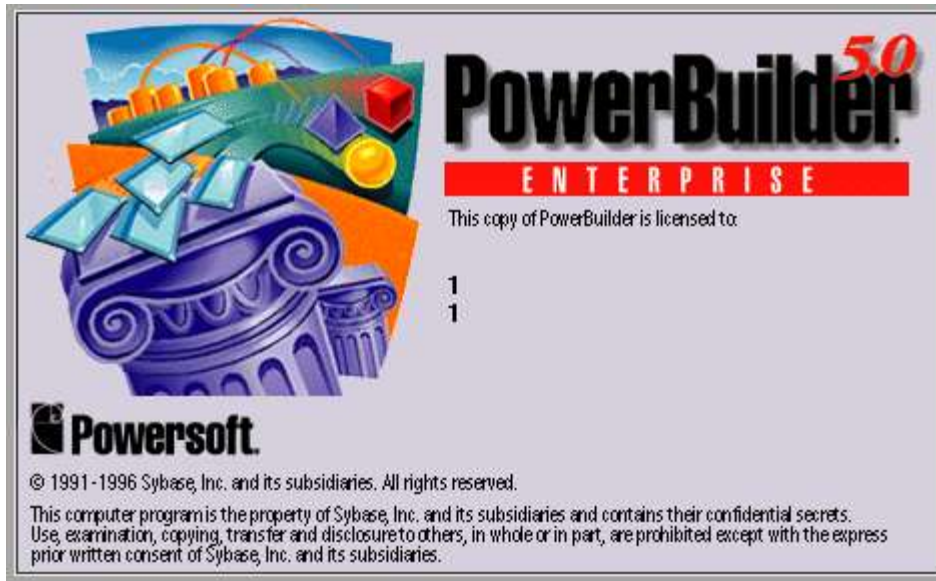 5.0
PowerBuilder.
ENTERPRISE
This copy of PowerBuilder is licensed to:
1
1
Powersoft.
© 1991-1996 Sybase, Inc. and its subsidiaries. All rights reserved.
This computer program is the property of Sybase, Inc. and its subsidiaries and contains their confidential secrets.
Use, examination, copying, transfer and disclosure to others, in whole or in part, are prohibited except with the express
prior written consent of Sybase, Inc. and its subsidiaries.